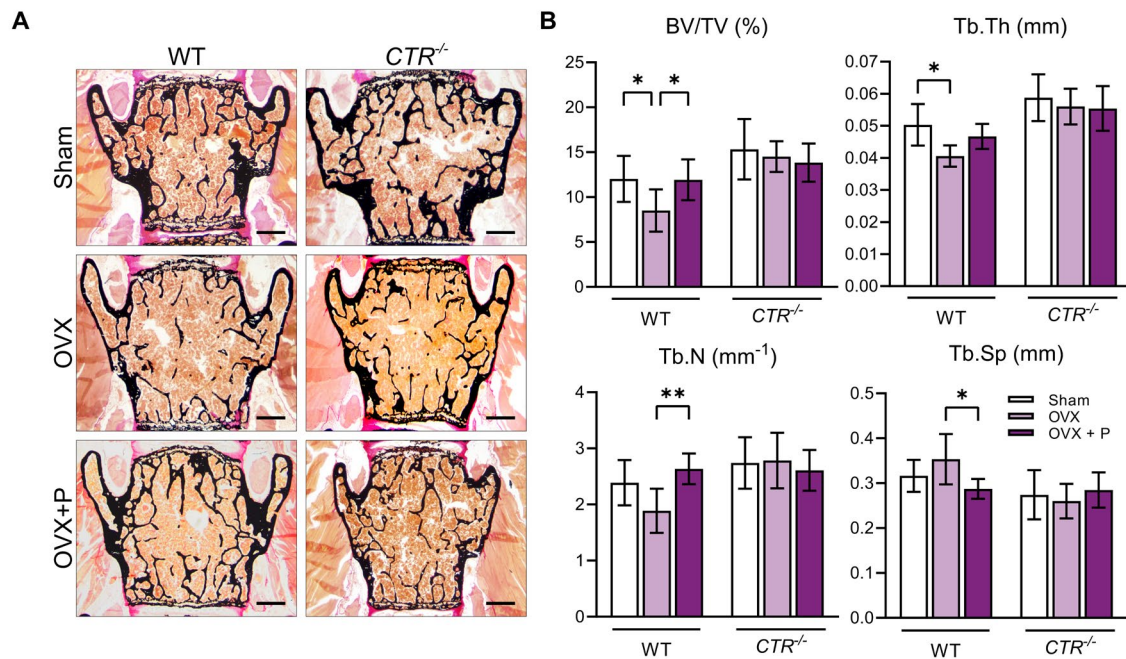 A
WT
CTR-/-
Sham
OVX
OVX+P
B
BV/TV (%)
25
20
15
10
5
0
*
*
WT
CTR-/-
Tb.Th (mm)
0.07
0.06
0.05
0.04
0.03
0.02
0.01
0.00
*
WT
CTR-/-
Tb.N (mm-1)
4
3
2
1
0
**
WT
CTR-/-
Tb.Sp (mm)
0.5
0.4
0.3
0.2
0.1
0.0
*
Sham
OVX
OVX + P
WT
CTR-/-